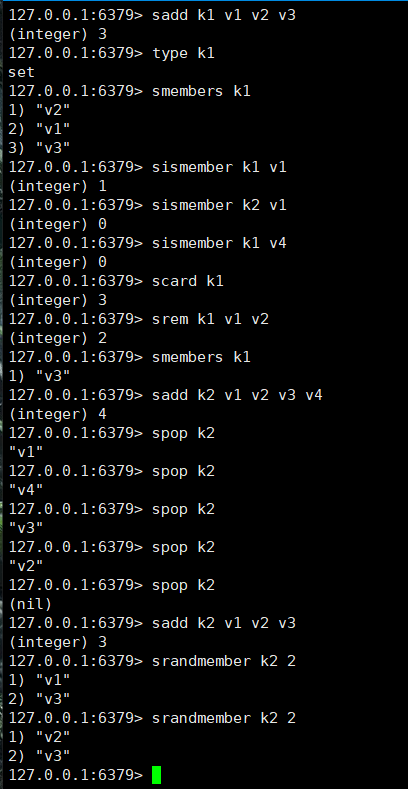 127.0.0.1:6379> sadd k1 v1 v2 v3
(integer) 3
127.0.0.1:6379> type k1
set
127.0.0.1:6379> smembers k1
1) "v2"
2) "v1"
3) "v3"
127.0.0.1:6379> sismember k1 v1
(integer) 1
127.0.0.1:6379> sismember k2 v1
(integer) 0
127.0.0.1:6379> sismember k1 v4
(integer) 0
127.0.0.1:6379> scard k1
(integer) 3
127.0.0.1:6379> srem k1 v1 v2
(integer) 2
127.0.0.1:6379> smembers k1
1) "v3"
127.0.0.1:6379> sadd k2 v1 v2 v3 v4
(integer) 4
127.0.0.1:6379> spop k2
"v1"
127.0.0.1:6379> spop k2
"v4"
127.0.0.1:6379> spop k2
"v3"
127.0.0.1:6379> spop k2
"v2"
127.0.0.1:6379> spop k2
(nil)
127.0.0.1:6379> sadd k2 v1 v2 v3
(integer) 3
127.0.0.1:6379> srandmember k2 2
1) "v1"
2) "v3"
127.0.0.1:6379> srandmember k2 2
1) "v2"
2) "v3"
127.0.0.1:6379>